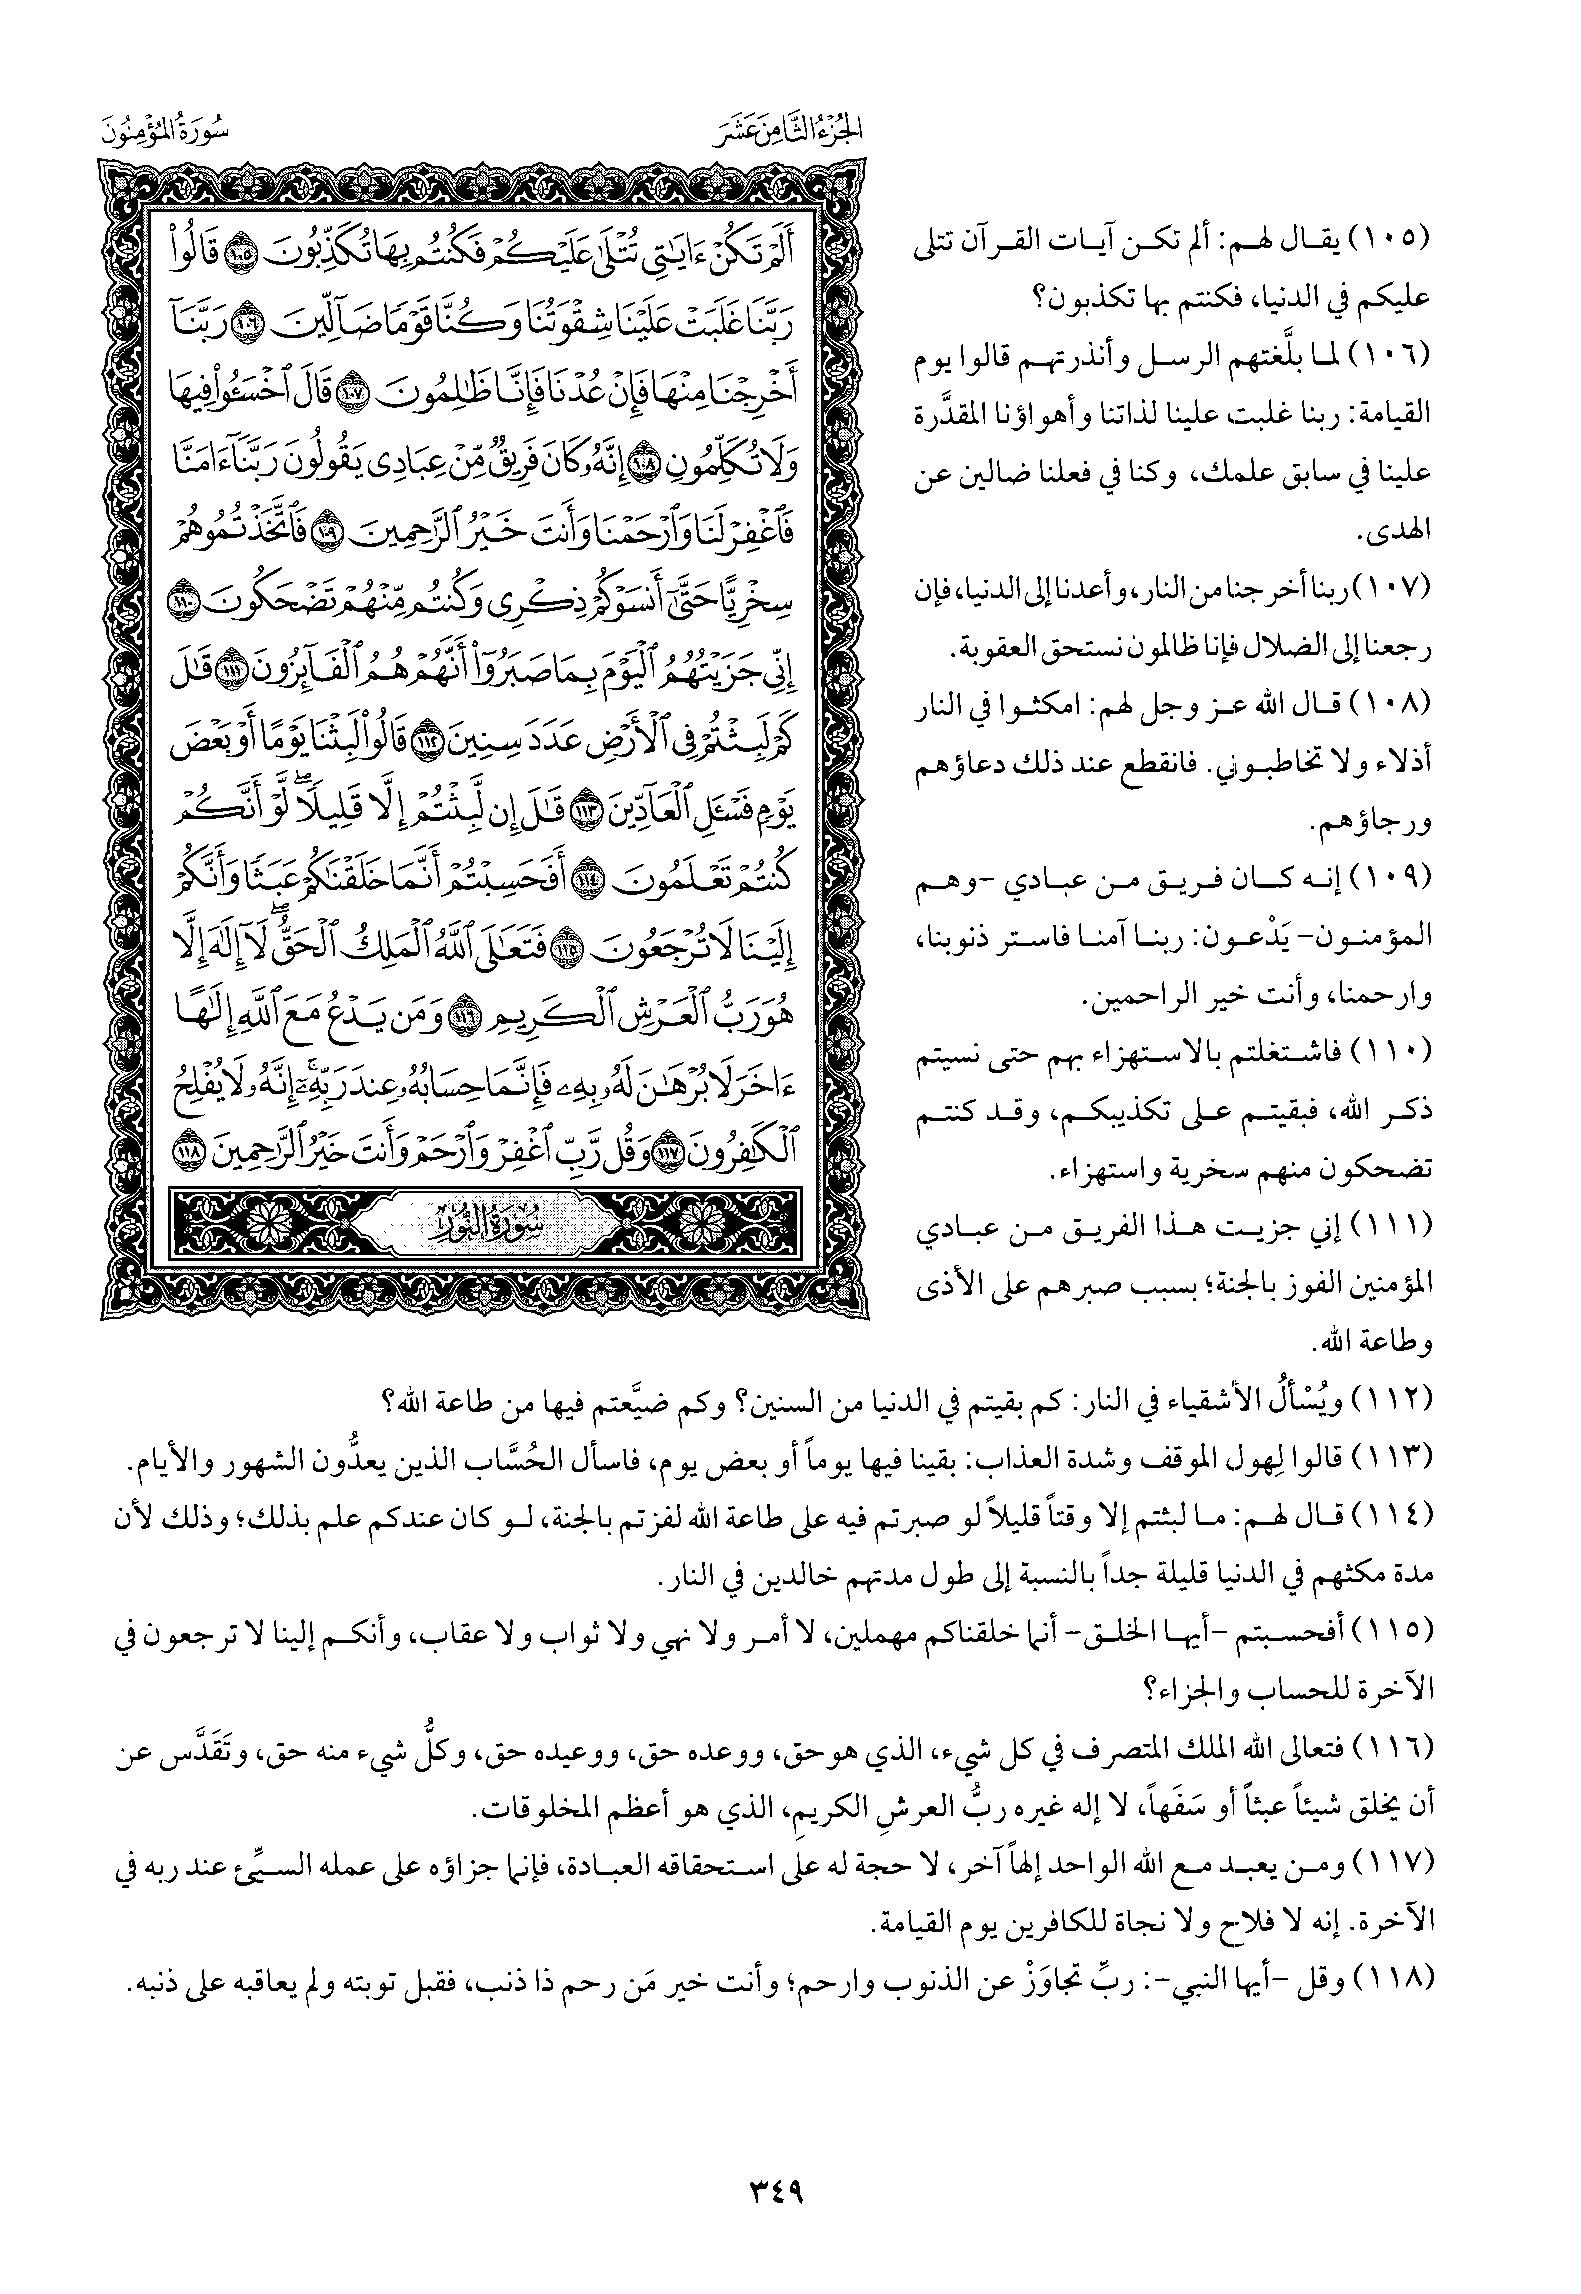 الجزء الثامن عشر
سورة المؤمنون
أَلَمْ تَكُنْ ءَايَٰتِى تُتْلَىٰ عَلَيْكُمْ فَكُنتُم بِهَا تُكَذِّبُونَ ١٠٥ قَالُوا۟
رَبَّنَا غَلَبَتْ عَلَيْنَا شِقْوَتُنَا وَكُنَّا قَوْمًا ضَآلِّينَ ١٠٦ رَبَّنَآ
أَخْرِجْنَا مِنْهَا فَإِنْ عُدْنَا فَإِنَّا ظَٰلِمُونَ ١٠٧ قَالَ ٱخْسَـُٔوا۟ فِيهَا
وَلَا تُكَلِّمُونِ ١٠٨ إِنَّهُۥ كَانَ فَرِيقٌ مِّنْ عِبَادِى يَقُولُونَ رَبَّنَآ ءَامَنَّا
فَٱغْفِرْ لَنَا وَٱرْحَمْنَا وَأَنتَ خَيْرُ ٱلرَّٰحِمِينَ ١٠٩ فَٱتَّخَذْتُمُوهُمْ
سِخْرِيًّا حَتَّىٰٓ أَنسَوْكُمْ ذِكْرِى وَكُنتُم مِّنْهُمْ تَضْحَكُونَ ١١٠
إِنِّى جَزَيْتُهُمُ ٱلْيَوْمَ بِمَا صَبَرُوٓا۟ أَنَّهُمْ هُمُ ٱلْفَآئِزُونَ ١١١ قَٰلَ
كَمْ لَبِثْتُمْ فِى ٱلْأَرْضِ عَدَدَ سِنِينَ ١١٢ قَالُوا۟ لَبِثْنَا يَوْمًا أَوْ بَعْضَ
يَوْمٍ فَسْـَٔلِ ٱلْعَآدِّينَ ١١٣ قَٰلَ إِن لَّبِثْتُمْ إِلَّا قَلِيلًا ۖ لَّوْ أَنَّكُمْ
كُنتُمْ تَعْلَمُونَ ١١٤ أَفَحَسِبْتُمْ أَنَّمَا خَلَقْنَٰكُمْ عَبَثًا وَأَنَّكُمْ
إِلَيْنَا لَا تُرْجَعُونَ ١١٥ فَتَعَٰلَى ٱللَّهُ ٱلْمَلِكُ ٱلْحَقُّ ۖ لَآ إِلَٰهَ إِلَّا
هُوَ رَبُّ ٱلْعَرْشِ ٱلْكَرِيمِ ١١٦ وَمَن يَدْعُ مَعَ ٱللَّهِ إِلَٰهًا
ءَاخَرَ لَا بُرْهَٰنَ لَهُۥ بِهِۦ فَإِنَّمَا حِسَابُهُۥ عِندَ رَبِّهِۦٓ ۚ إِنَّهُۥ لَا يُفْلِحُ
ٱلْكَٰفِرُونَ ١١٧ وَقُل رَّبِّ ٱغْفِرْ وَٱرْحَمْ وَأَنتَ خَيْرُ ٱلرَّٰحِمِينَ ١١٨
سورة النور
(١٠٥) يقال لهم: ألم تكن آيات القرآن تتلى
عليكم في الدنيا، فكنتم بها تكذبون؟
(١٠٦) لما بلَّغتهم الرسل وأنذرتهم قالوا يوم
القيامة: ربنا غلبت علينا لذاتنا وأهواؤنا المقدَّرة
علينا في سابق علمك، وكنا في فعلنا ضالين عن
الهدى.
(١٠٧) ربنا أخرجنا من النار، وأعدنا إلى الدنيا، فإن
رجعنا إلى الضلال فإنا ظالمون نستحق العقوبة.
(١٠٨) قال الله عز وجل لهم: امكثوا في النار
أذلاء ولا تخاطبوني. فانقطع عند ذلك دعاؤهم
ورجاؤهم.
(١٠٩) إنه كان فريق من عبادي -وهم
المؤمنون- يَدْعون: ربنا آمنا فاستر ذنوبنا،
وارحمنا، وأنت خير الراحمين.
(١١٠) فاشتغلتم بالاستهزاء بهم حتى نسيتم
ذكر الله، فبقيتم على تكذيبكم، وقد كنتم
تضحكون منهم سخرية واستهزاء.
(١١١) إني جزيت هذا الفريق من عبادي
المؤمنين الفوز بالجنة؛ بسبب صبرهم على الأذى
وطاعة الله.
(١١٢) ويُسْألُ الأشقياء في النار: كم بقيتم في الدنيا من السنين؟ وكم ضيَّعتم فيها من طاعة الله؟
(١١٣) قالوا لِهول الموقف وشدة العذاب: بقينا فيها يوماً أو بعض يوم، فاسأل الحُسَّاب الذين يعدُّون الشهور والأيام.
(١١٤) قال لهم: ما لبثتم إلا وقتاً قليلاً لو صبرتم فيه على طاعة الله لفزتم بالجنة، لو كان عندكم علم بذلك؛ وذلك لأن
مدة مكثهم في الدنيا قليلة جداً بالنسبة إلى طول مدتهم خالدين في النار.
(١١٥) أفحسبتم -أيها الخلق- أنما خلقناكم مهملين، لا أمر ولا نهي ولا ثواب ولا عقاب، وأنكم إلينا لا ترجعون في
الآخرة للحساب والجزاء؟
(١١٦) فتعالى الله الملك المتصرف في كل شيء، الذي هو حق، ووعده حق، ووعيده حق، وكلُّ شيء منه حق، وتَقَدَّس عن
أن يخلق شيئاً عبثاً أو سَفَهاً، لا إله غيره ربُّ العرشِ الكريمِ، الذي هو أعظم المخلوقات.
(١١٧) ومن يعبد مع الله الواحد إلهاً آخر، لا حجة له على استحقاقه العبادة، فإنما جزاؤه على عمله السيِّئ عند ربه في
الآخرة. إنه لا فلاح ولا نجاة للكافرين يوم القيامة.
(١١٨) وقل -أيها النبي-: ربِّ تجاوَزْ عن الذنوب وارحم؛ وأنت خير مَن رحم ذا ذنب، فقبل توبته ولم يعاقبه على ذنبه.
٣٤٩